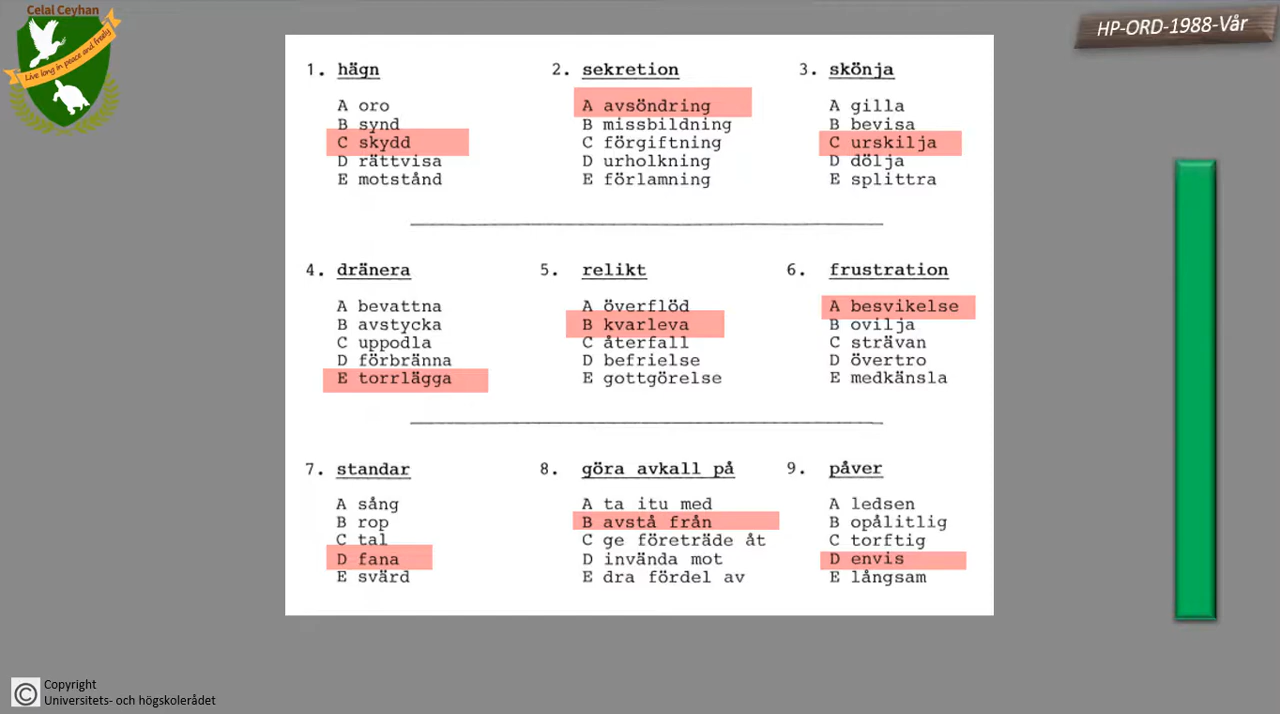 Celal Ceyhan
Live long in peace and freely
HP-ORD-1988-Vår
1. hägn
A oro
B synd
C skydd
D rättvisa
E motstånd
2. sekretion
A avsöndring
B missbildning
C förgiftning
D urholkning
E förlamning
3. skönja
A gilla
B bevisa
C urskilja
D dölja
E splittra
4. dränera
A bevattna
B avstycka
C uppodla
D förbränna
E torrlägga
5. relikt
A överflöd
B kvarleva
C återfall
D befrielse
E gottgörelse
6. frustration
A besvikelse
B ovilja
C strävan
D övertro
E medkänsla
7. standar
A sång
B rop
C tal
D fana
E svärd
8. göra avkall på
A ta itu med
B avstå från
C ge företräde åt
D invända mot
E dra fördel av
9. påver
A ledsen
B opålitlig
C torftig
D envis
E långsam
© Copyright
Universitets- och högskolerådet